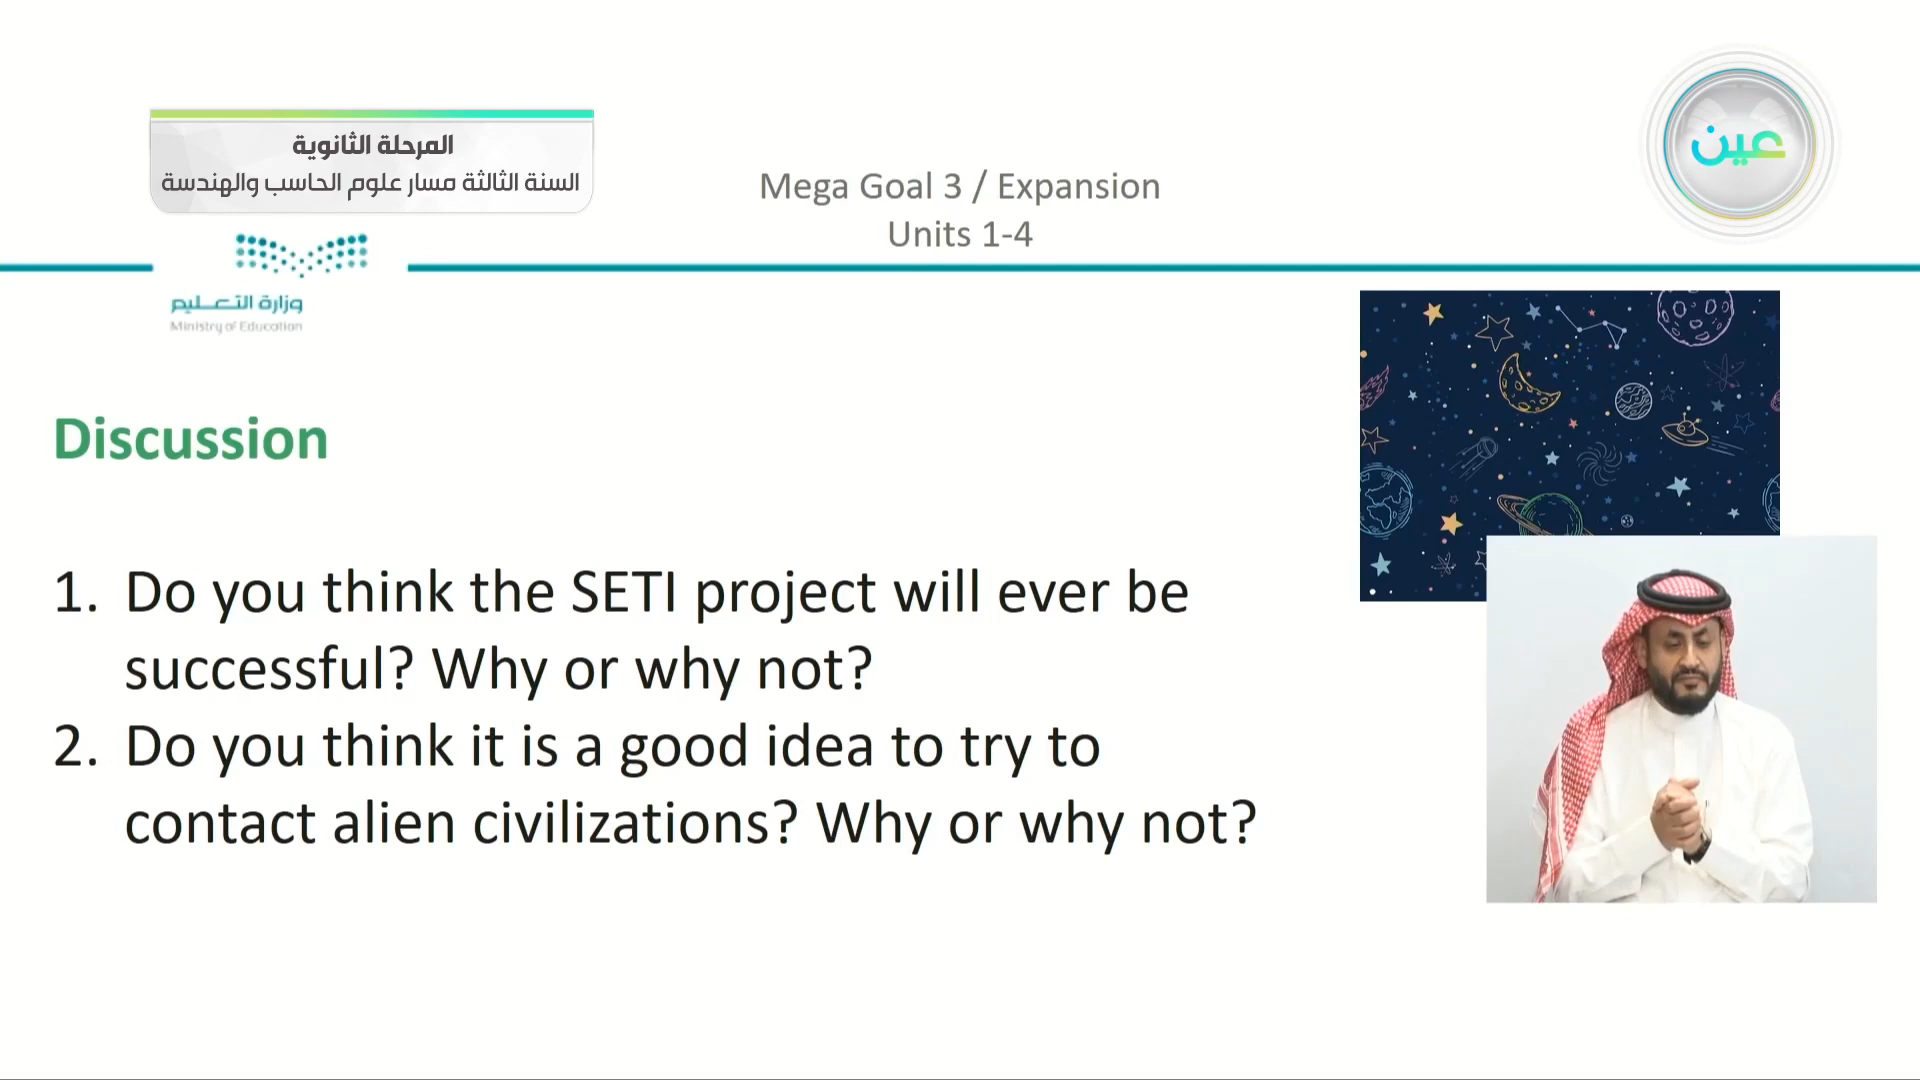 المرحلة الثانوية
السنة الثالثة مسار علوم الحاسب والهندسة
عين
Mega Goal 3 / Expansion
Units 1-4
وزارة التعليم
Ministry of Education
Discussion
1. Do you think the SETI project will ever be
successful? Why or why not?
2. Do you think it is a good idea to try to
contact alien civilizations? Why or why not?